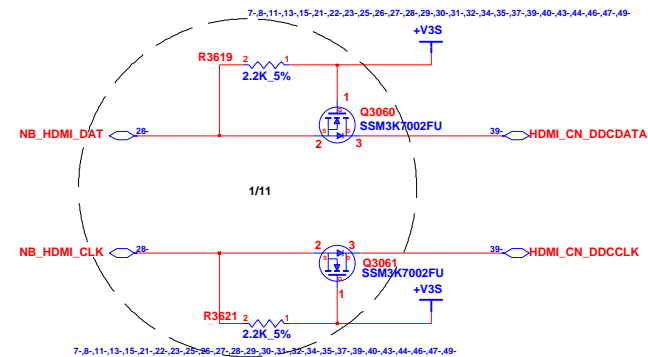 7-,8-,11-,13-,15-,21-,22-,23-,25-,26-,27-,28-,29-,30-,31-,32-,34-,35-,37-,39-,40-,43-,44-,46-,47-,49-
+V3S
R3619 2 1
2.2K_5%
1
G
Q3060
SSM3K7002FU
NB_HDMI_DAT 28- S D 39- HDMI_CN_DDCDATA
2 3
1/11
NB_HDMI_CLK 28- 2 3 39- HDMI_CN_DDCCLK
S D
Q3061
SSM3K7002FU
G
1
+V3S
R3621 2 1
2.2K_5%
7-,8-,11-,13-,15-,21-,22-,23-,25-,26-,27-,28-,29-,30-,31-,32-,34-,35-,37-,39-,40-,43-,44-,46-,47-,49-